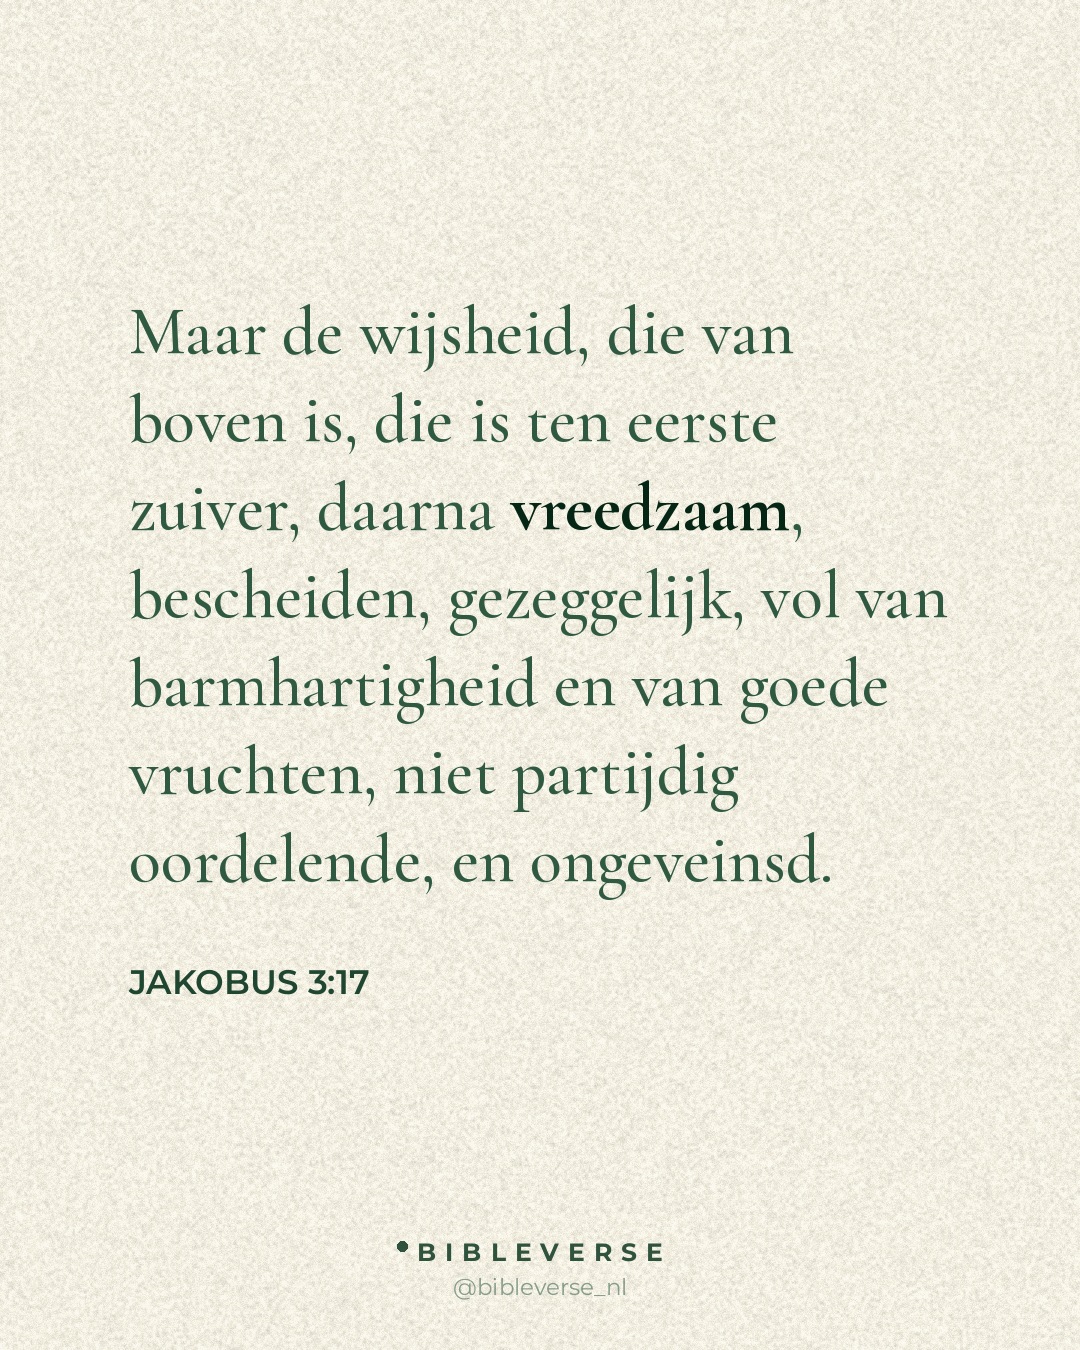 Maar de wijsheid, die van
boven is, die is ten eerste
zuiver, daarna vreedzaam,
bescheiden, gezeggelijk, vol van
barmhartigheid en van goede
vruchten, niet partijdig
oordelende, en ongeveinsd.
JAKOBUS 3:17
BIBLEVERSE
@bibleverse_nl